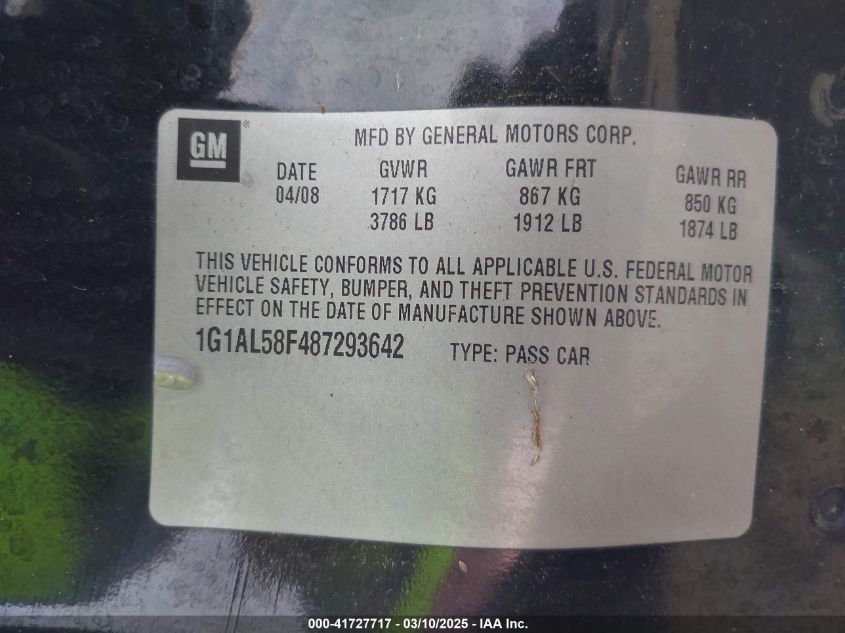 GM®
MFD BY GENERAL MOTORS CORP.
DATE GVWR GAWR FRT GAWR RR
04/08 1717 KG 867 KG 850 KG
3786 LB 1912 LB 1874 LB
THIS VEHICLE CONFORMS TO ALL APPLICABLE U.S. FEDERAL MOTOR
VEHICLE SAFETY, BUMPER, AND THEFT PREVENTION STANDARDS IN
EFFECT ON THE DATE OF MANUFACTURE SHOWN ABOVE.
1G1AL58F487293642 TYPE: PASS CAR
000-41727717 - 03/10/2025 - IAA Inc.